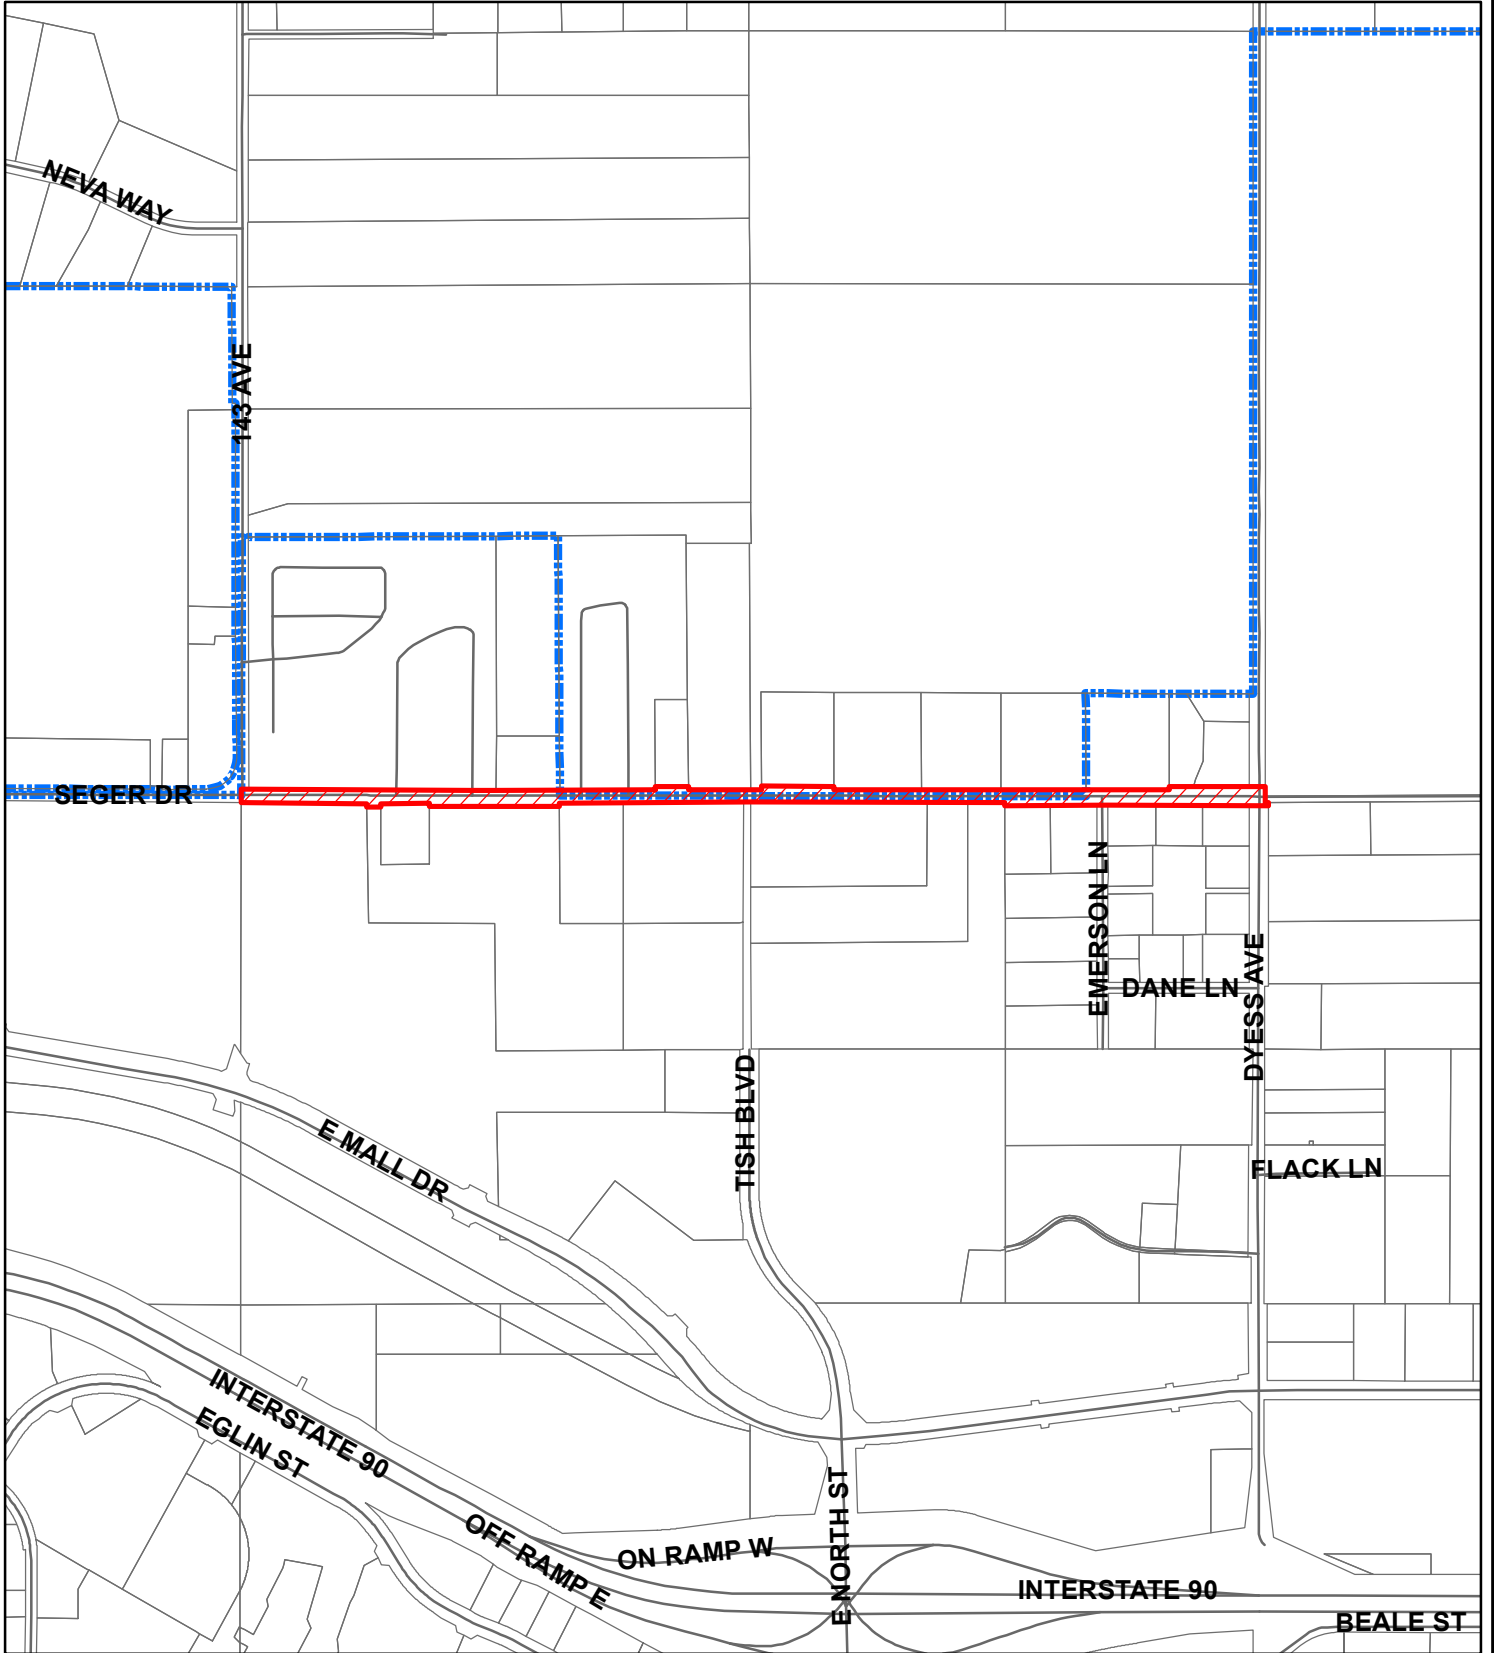 NEVA WAY
143 AVE
SEGER DR
EMERSON LN
DANE LN
DYESS AVE
TISH BLVD
E MALL DR
FLACK LN
INTERSTATE 90
EGLIN ST
OFF RAMP E
ON RAMP W
E NORTH ST
INTERSTATE 90
BEALE ST